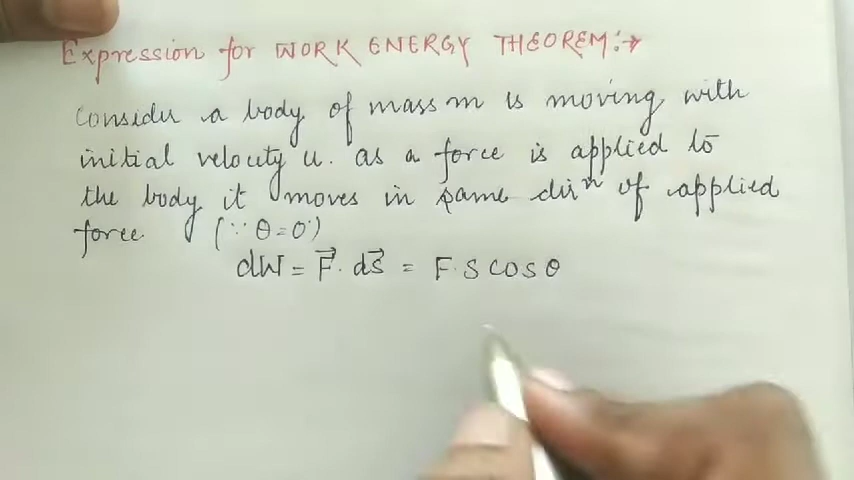 Expression for WORK ENERGY THEOREM:→
Consider a body of mass m is moving with
initial velocity u. as a force is applied to
the body it moves in same dirⁿ of applied
force (∵ θ=0°)
dW = F⃗. dS⃗ = F.S cos θ